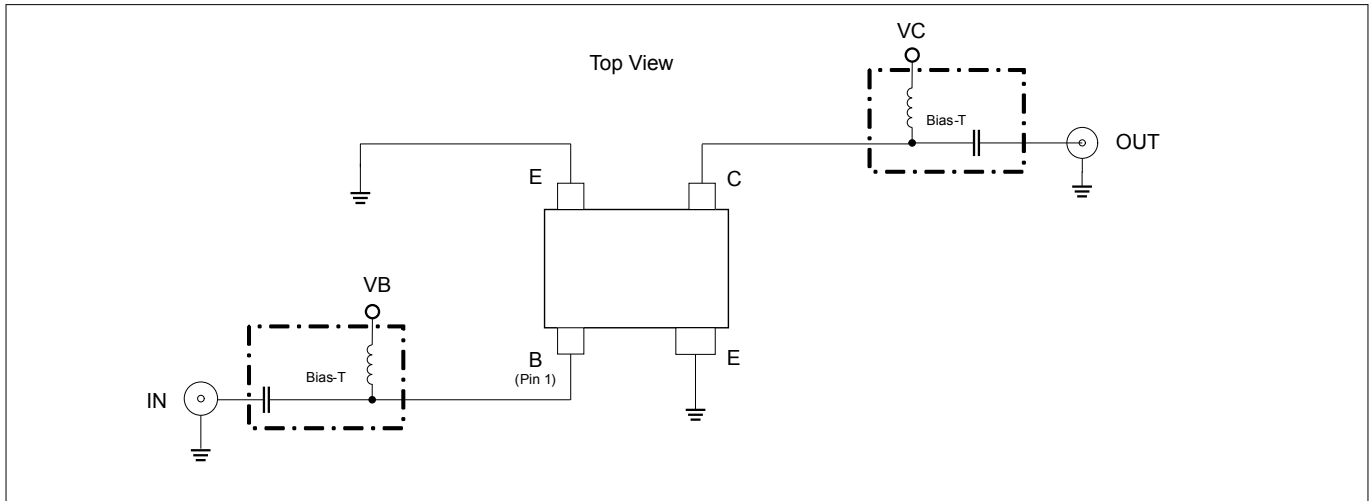 VC
Top View
Bias-T
OUT
E
C
VB
Bias-T
B
(Pin 1)
E
IN